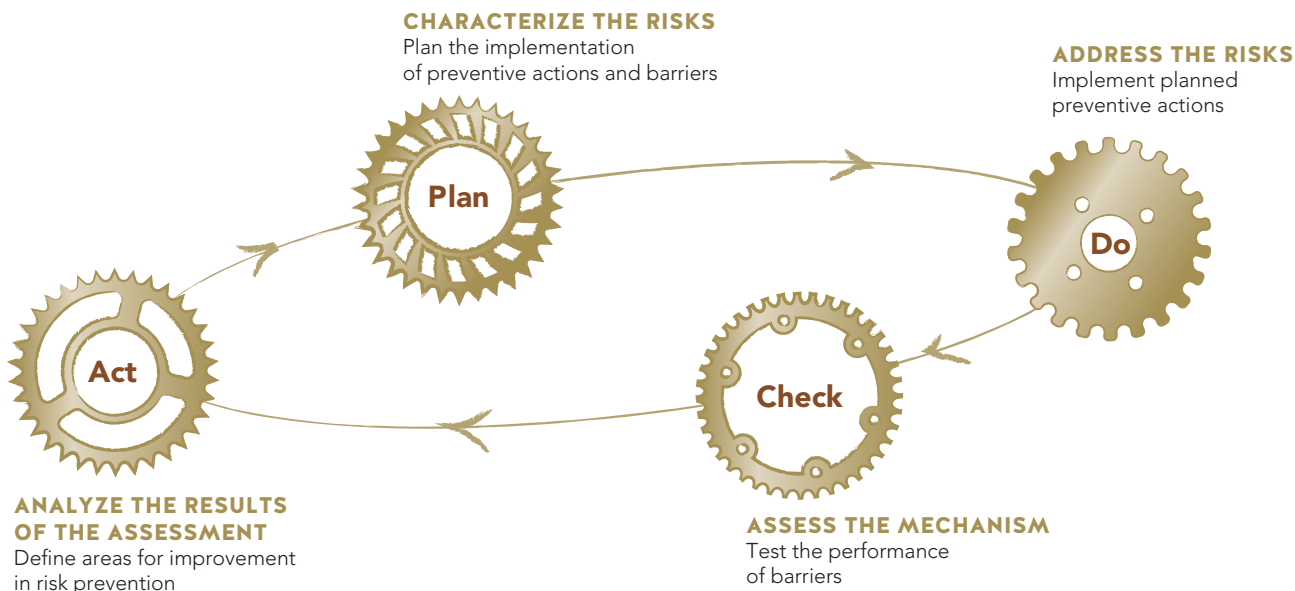 CHARACTERIZE THE RISKS
Plan the implementation
of preventive actions and barriers
Plan
ADDRESS THE RISKS
Implement planned
preventive actions
Do
Check
ASSESS THE MECHANISM
Test the performance
of barriers
Act
ANALYZE THE RESULTS
OF THE ASSESSMENT
Define areas for improvement
in risk prevention